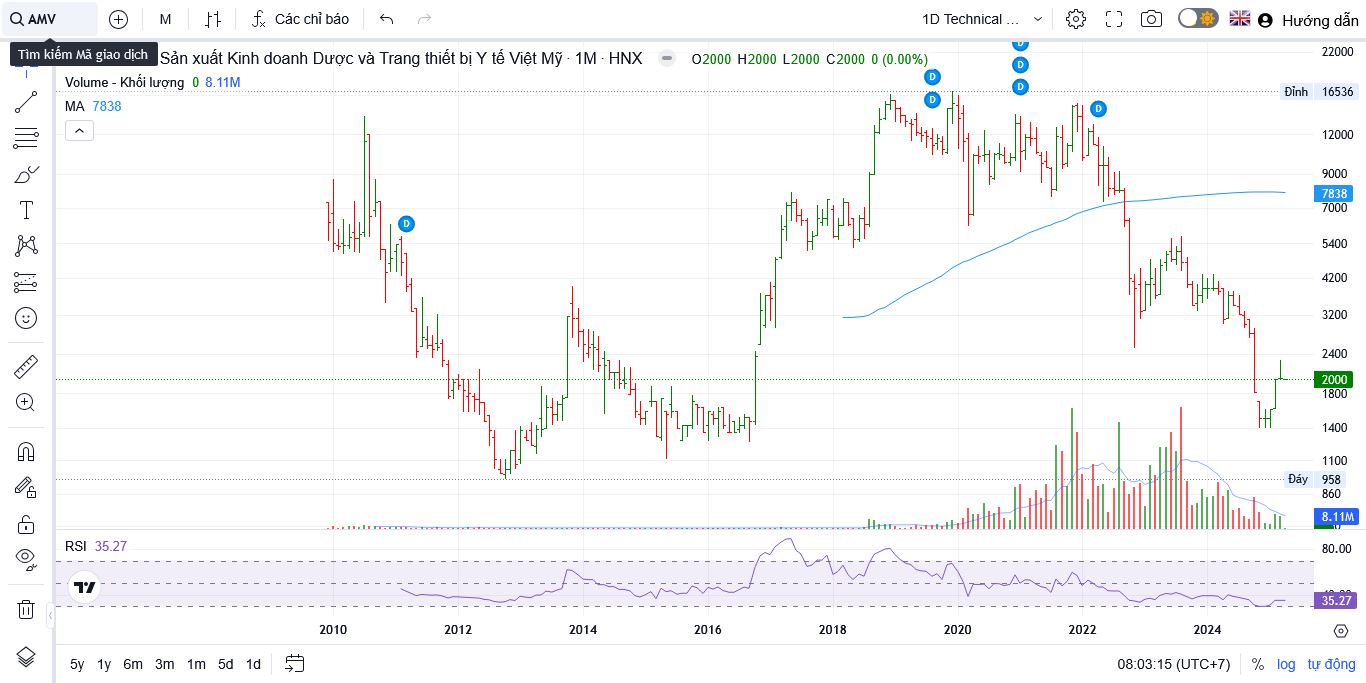 AMV
M
Các chỉ báo
1D Technical ...
Hướng dẫn
Tìm kiếm Mã giao dịch
Sản xuất Kinh doanh Dược và Trang thiết bị Y tế Việt Mỹ · 1M · HNX
O2000 H2000 L2000 C2000 0 (0.00%)
Volume - Khối lượng 0 8.11M
MA 7838
D
D
D
D
D
D
D
22000
Đỉnh 16536
12000
9000
7838
7000
5400
4200
3200
2400
2000
1800
1400
1100
Đáy 958
860
8.11M
RSI 35.27
80.00
35.27
2010 2012 2014 2016 2018 2020 2022 2024
5y 1y 6m 3m 1m 5d 1d
08:03:15 (UTC+7) % log tự động